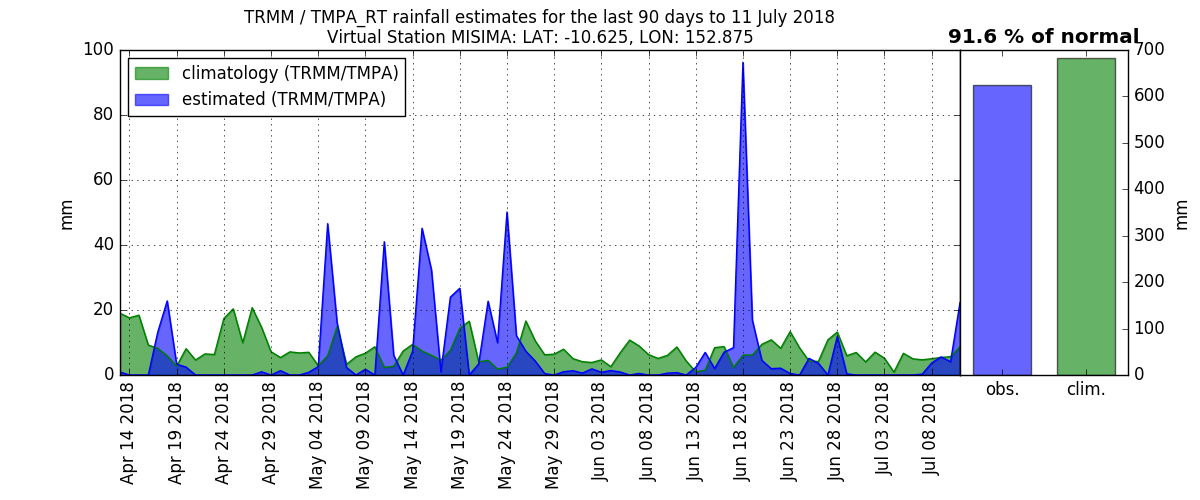 TRMM / TMPA_RT rainfall estimates for the last 90 days to 11 July 2018
Virtual Station MISIMA: LAT: -10.625, LON: 152.875
91.6 % of normal
climatology (TRMM/TMPA)
estimated (TRMM/TMPA)
100
80
60
40
20
0
mm
700
600
500
400
300
200
100
0
mm
Apr 14 2018
Apr 19 2018
Apr 24 2018
Apr 29 2018
May 04 2018
May 09 2018
May 14 2018
May 19 2018
May 24 2018
May 29 2018
Jun 03 2018
Jun 08 2018
Jun 13 2018
Jun 18 2018
Jun 23 2018
Jun 28 2018
Jul 03 2018
Jul 08 2018
obs.
clim.